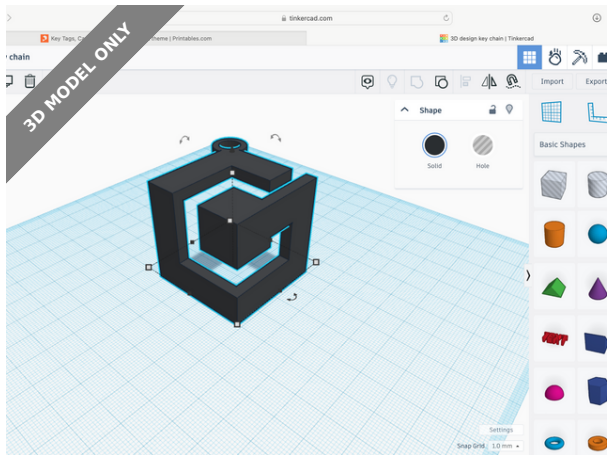 tinkercad.com
Key Tags, Ca
heme | Printables.com
3D design key chain | Tinkercad
y chain
3D MODEL ONLY
Import
Export
Shape
Solid
Hole
Basic Shapes
Settings
Snap Grid
1.0 mm